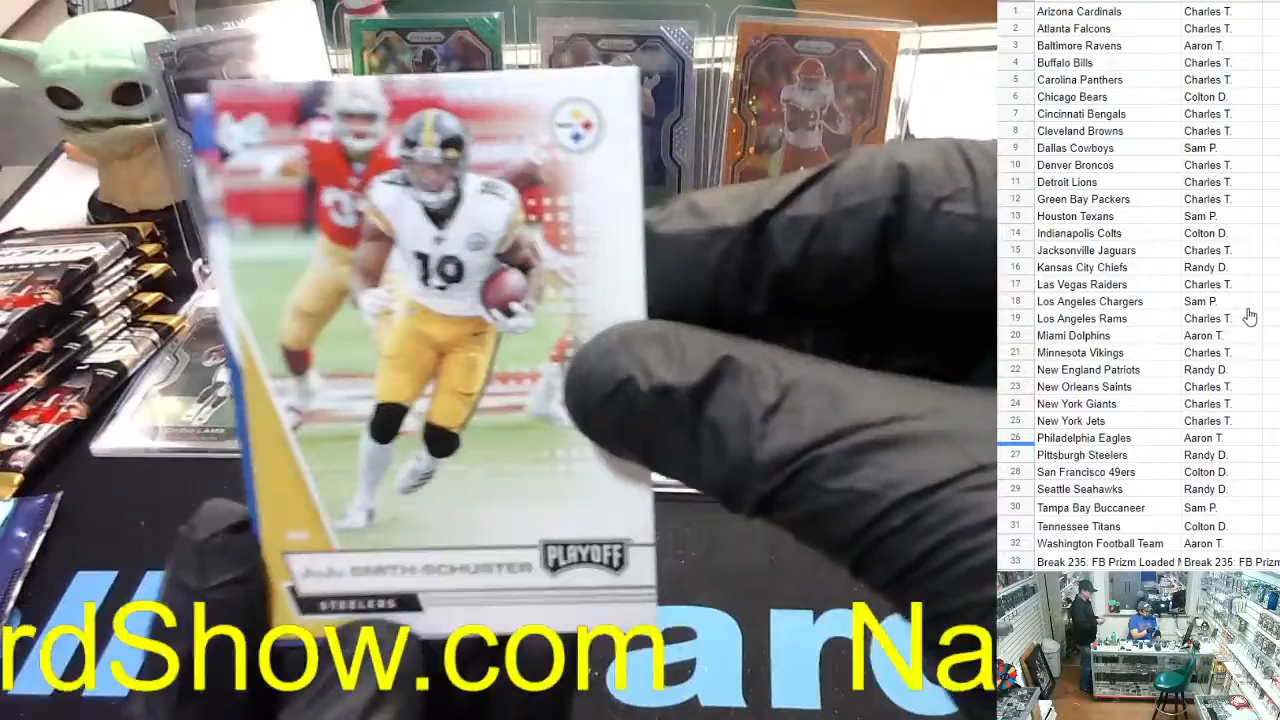 19
JuJu SMITH-SCHUSTER
PLAYOFF
STEELERS
rdShow.com Na
1 Arizona Cardinals Charles T.
2 Atlanta Falcons Charles T.
3 Baltimore Ravens Aaron T.
4 Buffalo Bills Charles T.
5 Carolina Panthers Charles T.
6 Chicago Bears Colton D.
7 Cincinnati Bengals Charles T.
8 Cleveland Browns Charles T.
9 Dallas Cowboys Sam P.
10 Denver Broncos Charles T.
11 Detroit Lions Charles T.
12 Green Bay Packers Charles T.
13 Houston Texans Sam P.
14 Indianapolis Colts Colton D.
15 Jacksonville Jaguars Charles T.
16 Kansas City Chiefs Randy D.
17 Las Vegas Raiders Charles T.
18 Los Angeles Chargers Sam P.
19 Los Angeles Rams Charles T.
20 Miami Dolphins Aaron T.
21 Minnesota Vikings Charles T.
22 New England Patriots Randy D.
23 New Orleans Saints Charles T.
24 New York Giants Charles T.
25 New York Jets Charles T.
26 Philadelphia Eagles Aaron T.
27 Pittsburgh Steelers Randy D.
28 San Francisco 49ers Colton D.
29 Seattle Seahawks Randy D.
30 Tampa Bay Buccaneer Sam P.
31 Tennessee Titans Colton D.
32 Washington Football Team Aaron T.
33 Break 235: FB Prizm Loaded Break 235: FB Prizm